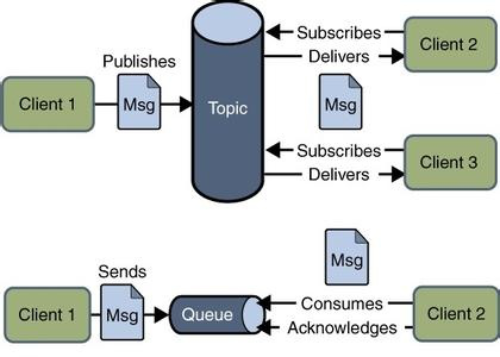 Publishes
Client 1
Msg
Topic
Subscribes
Delivers
Client 2
Msg
Subscribes
Delivers
Client 3
Sends
Client 1
Msg
Queue
Msg
Consumes
Acknowledges
Client 2